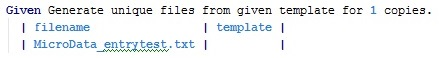 Given Generate unique files from given template for 1 copies.
| filename | template |
| MicroData_entrytest.txt | |